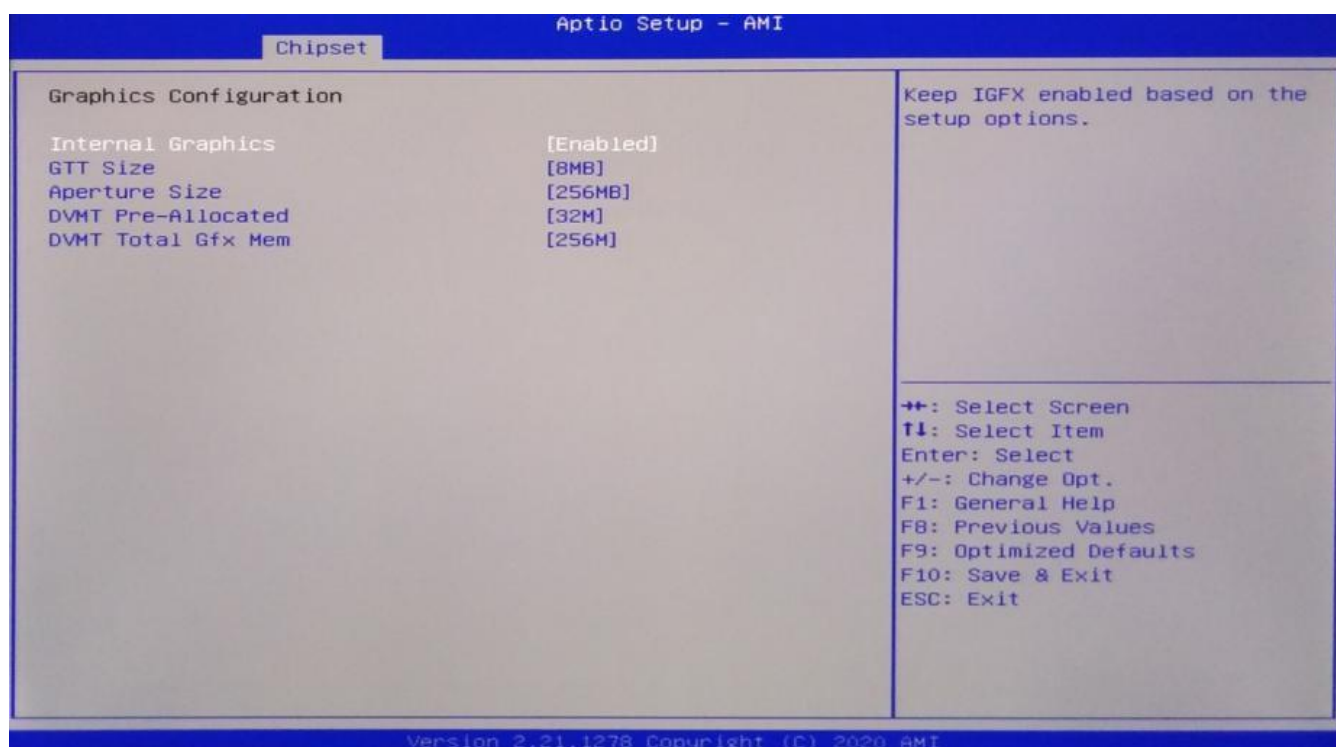 Aptio Setup - AMI
Chipset
Graphics Configuration
Internal Graphics [Enabled]
GTT Size [8MB]
Aperture Size [256MB]
DVMT Pre-Allocated [32M]
DVMT Total Gfx Mem [256M]
Keep IGFX enabled based on the
setup options.
→←: Select Screen
↑↓: Select Item
Enter: Select
+/-: Change Opt.
F1: General Help
F8: Previous Values
F9: Optimized Defaults
F10: Save & Exit
ESC: Exit
Version 2.21.1278 Copyright (C) 2020 AMI